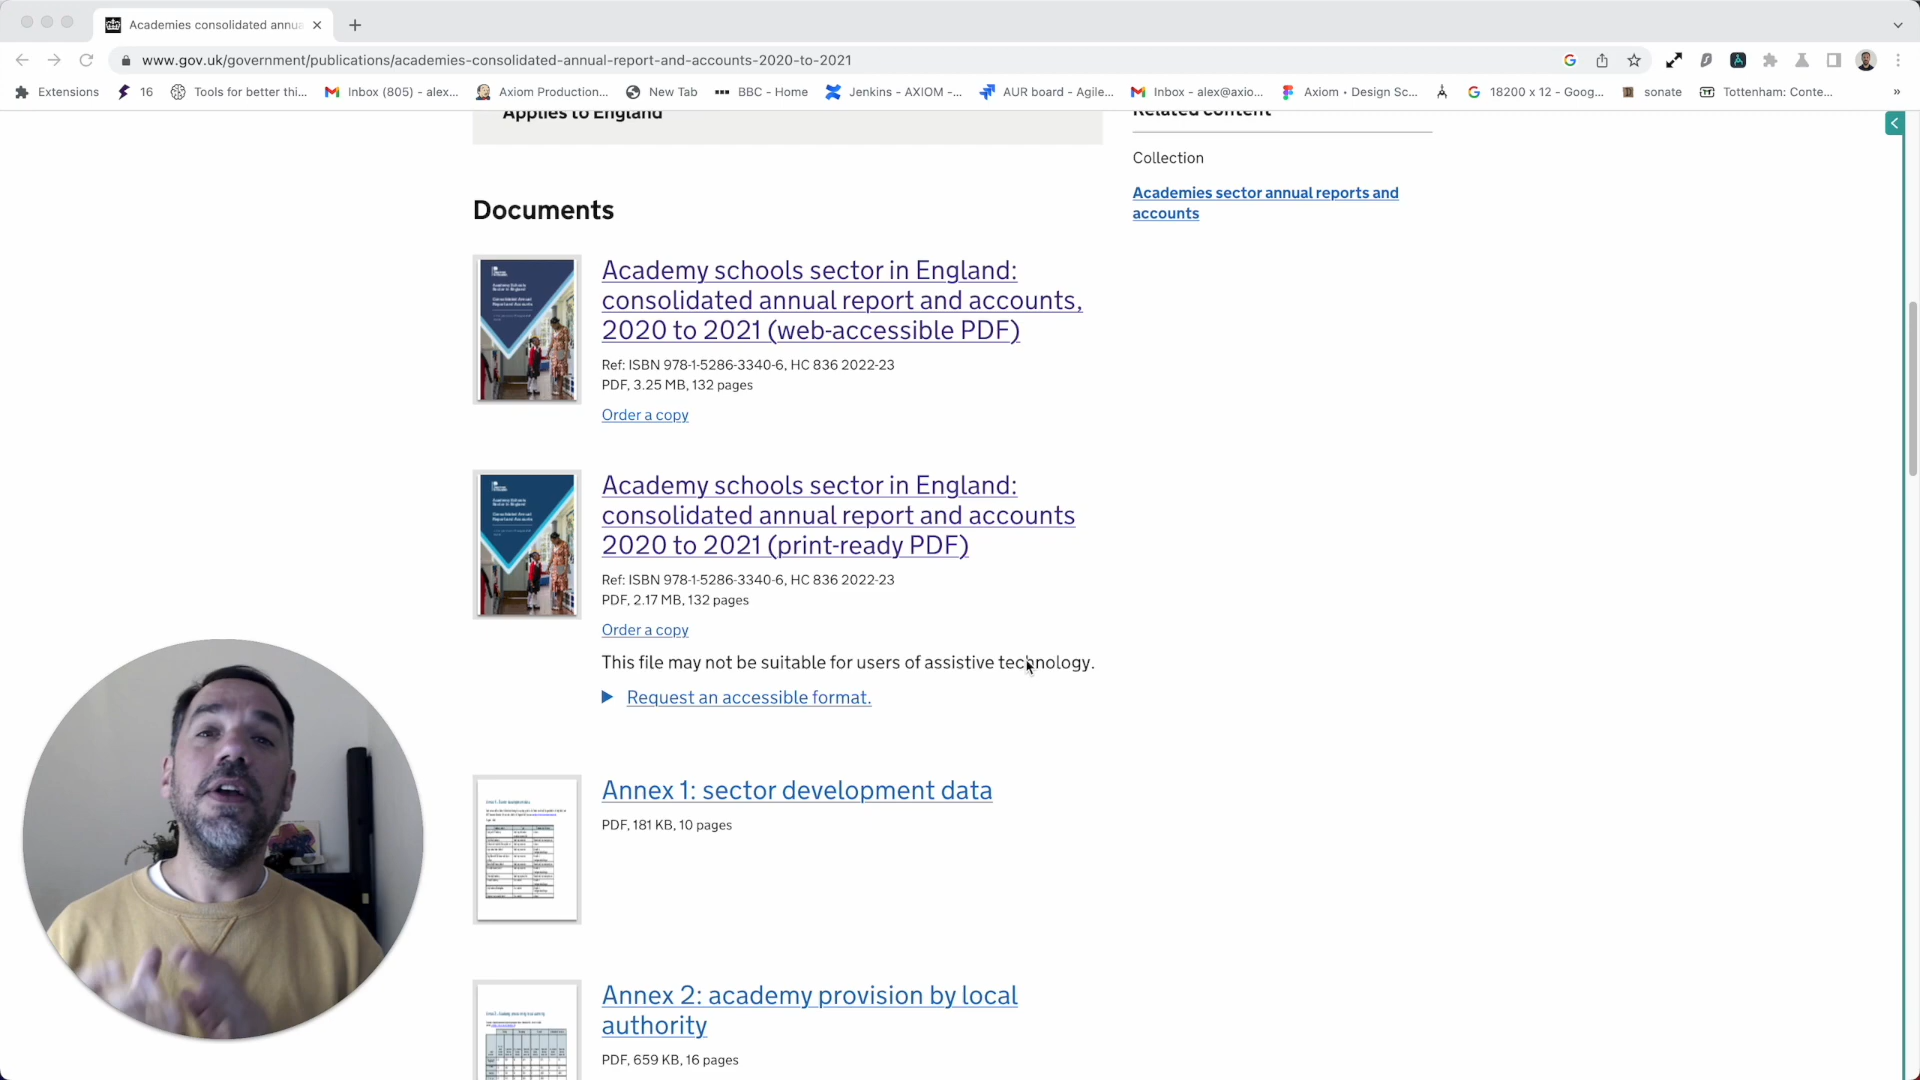 Academies consolidated annua
www.gov.uk/government/publications/academies-consolidated-annual-report-and-accounts-2020-to-2021
Extensions 16 Tools for better thi... Inbox (805) - alex... Axiom Production... New Tab BBC - Home Jenkins - AXIOM -... AUR board - Agile... Inbox - alex@axio... Axiom • Design Sc... 18200 x 12 - Goog... sonate Tottenham: Conte... »
Applies to England
Related content
Collection
Academies sector annual reports and
accounts
Documents
Academy schools sector in England:
consolidated annual report and accounts,
2020 to 2021 (web-accessible PDF)
Ref: ISBN 978-1-5286-3340-6, HC 836 2022-23
PDF, 3.25 MB, 132 pages
Order a copy
Academy schools sector in England:
consolidated annual report and accounts
2020 to 2021 (print-ready PDF)
Ref: ISBN 978-1-5286-3340-6, HC 836 2022-23
PDF, 2.17 MB, 132 pages
Order a copy
This file may not be suitable for users of assistive technology.
Request an accessible format.
Annex 1: sector development data
PDF, 181 KB, 10 pages
Annex 2: academy provision by local
authority
PDF, 659 KB, 16 pages